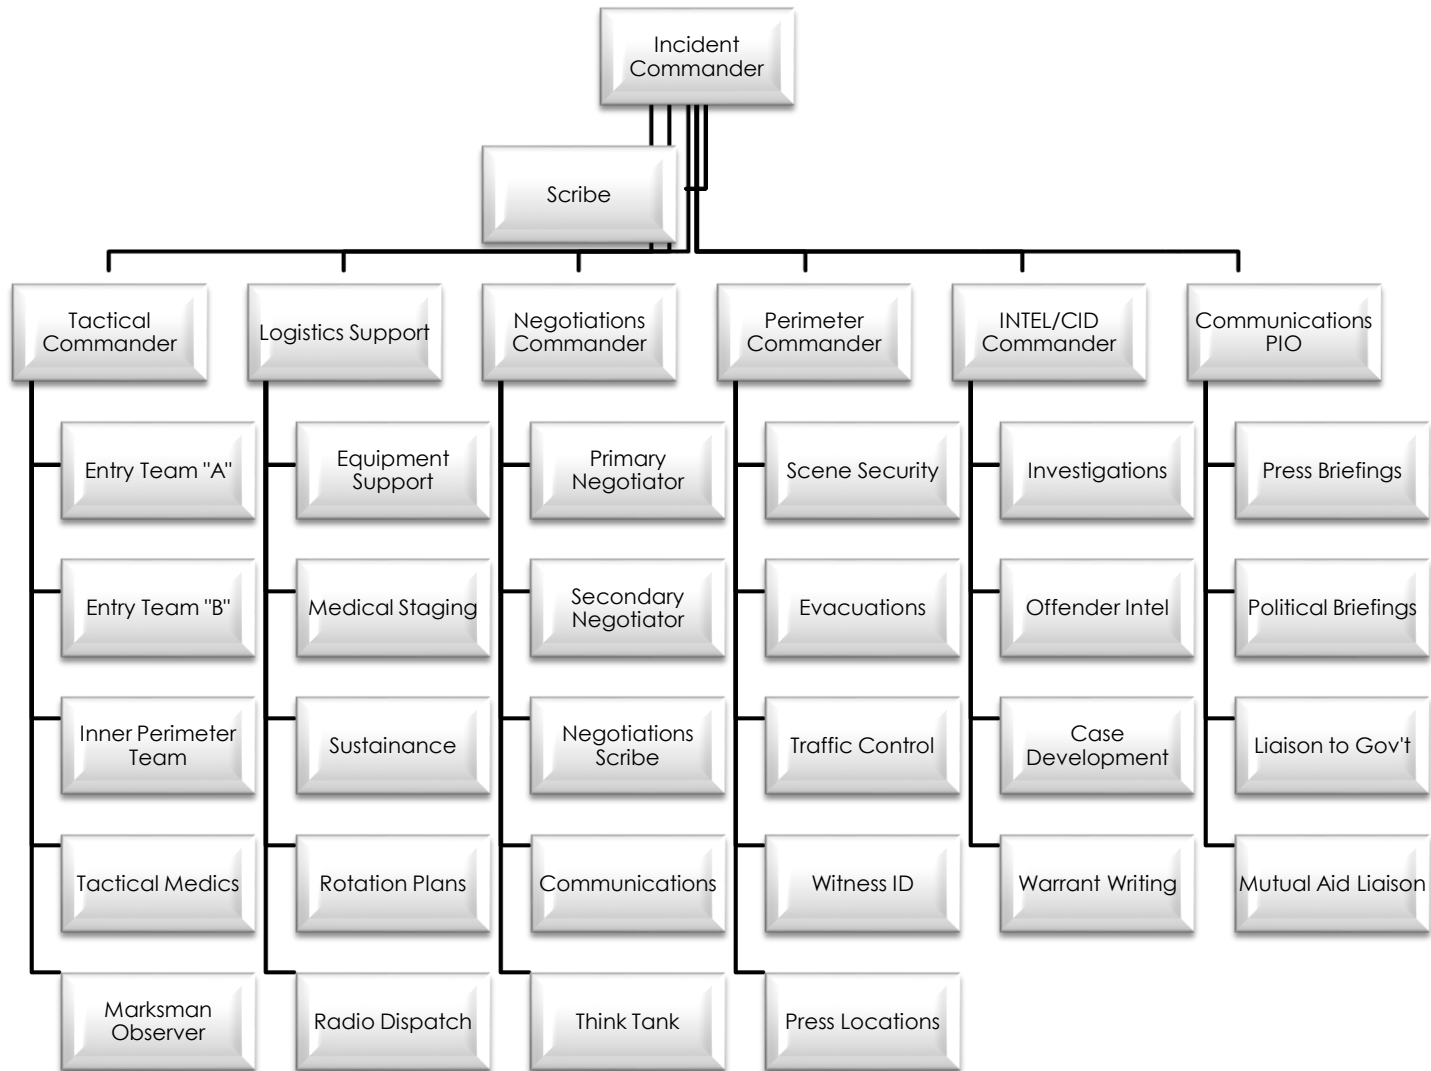 Incident
Commander
Scribe
Tactical
Commander
Logistics Support
Negotiations
Commander
Perimeter
Commander
INTEL/CID
Commander
Communications
PIO
Entry Team "A"
Equipment
Support
Primary
Negotiator
Scene Security
Investigations
Press Briefings
Entry Team "B"
Medical Staging
Secondary
Negotiator
Evacuations
Offender Intel
Political Briefings
Inner Perimeter
Team
Sustainance
Negotiations
Scribe
Traffic Control
Case
Development
Liaison to Gov't
Tactical Medics
Rotation Plans
Communications
Witness ID
Warrant Writing
Mutual Aid Liaison
Marksman
Observer
Radio Dispatch
Think Tank
Press Locations